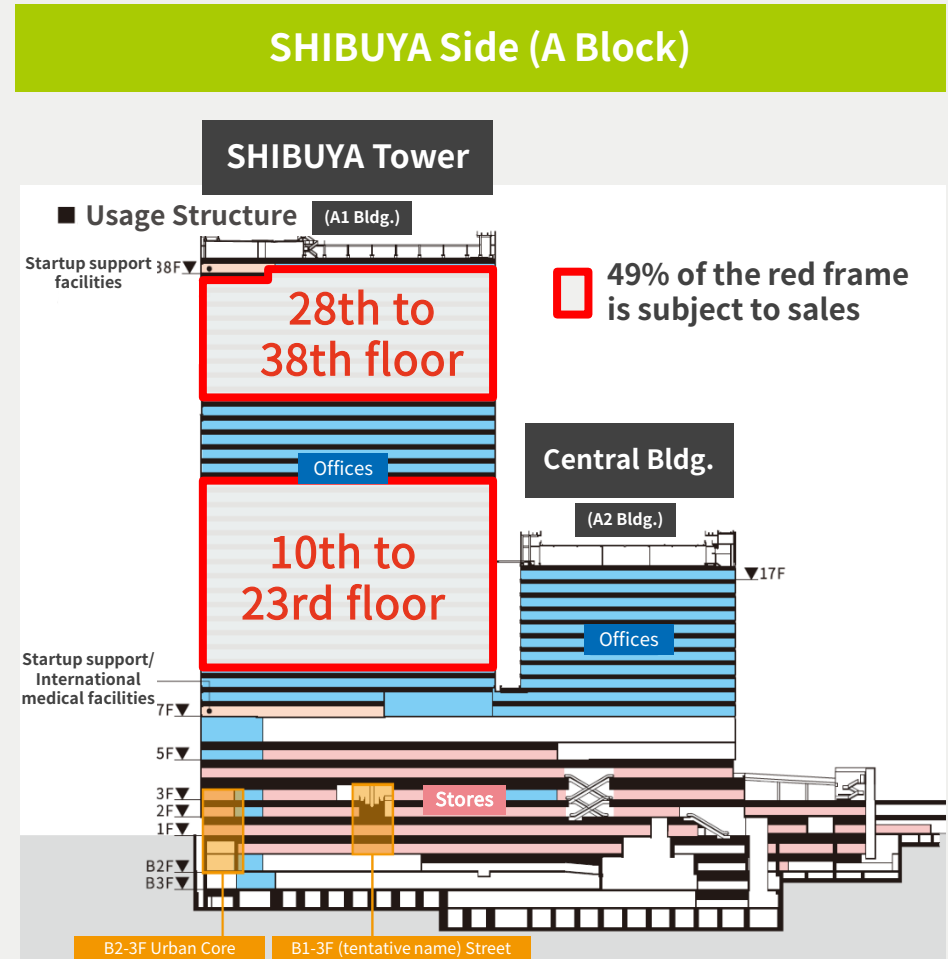 SHIBUYA Side (A Block)
SHIBUYA Tower
■ Usage Structure
(A1 Bldg.)
Startup support
facilities
38F▼
28th to
38th floor
49% of the red frame
is subject to sales
Offices
Central Bldg.
(A2 Bldg.)
10th to
23rd floor
▼17F
Offices
Startup support/
International
medical facilities
7F▼
5F▼
3F▼
Stores
2F▼
1F▼
B2F▼
B3F▼
B2-3F Urban Core
B1-3F (tentative name) Street